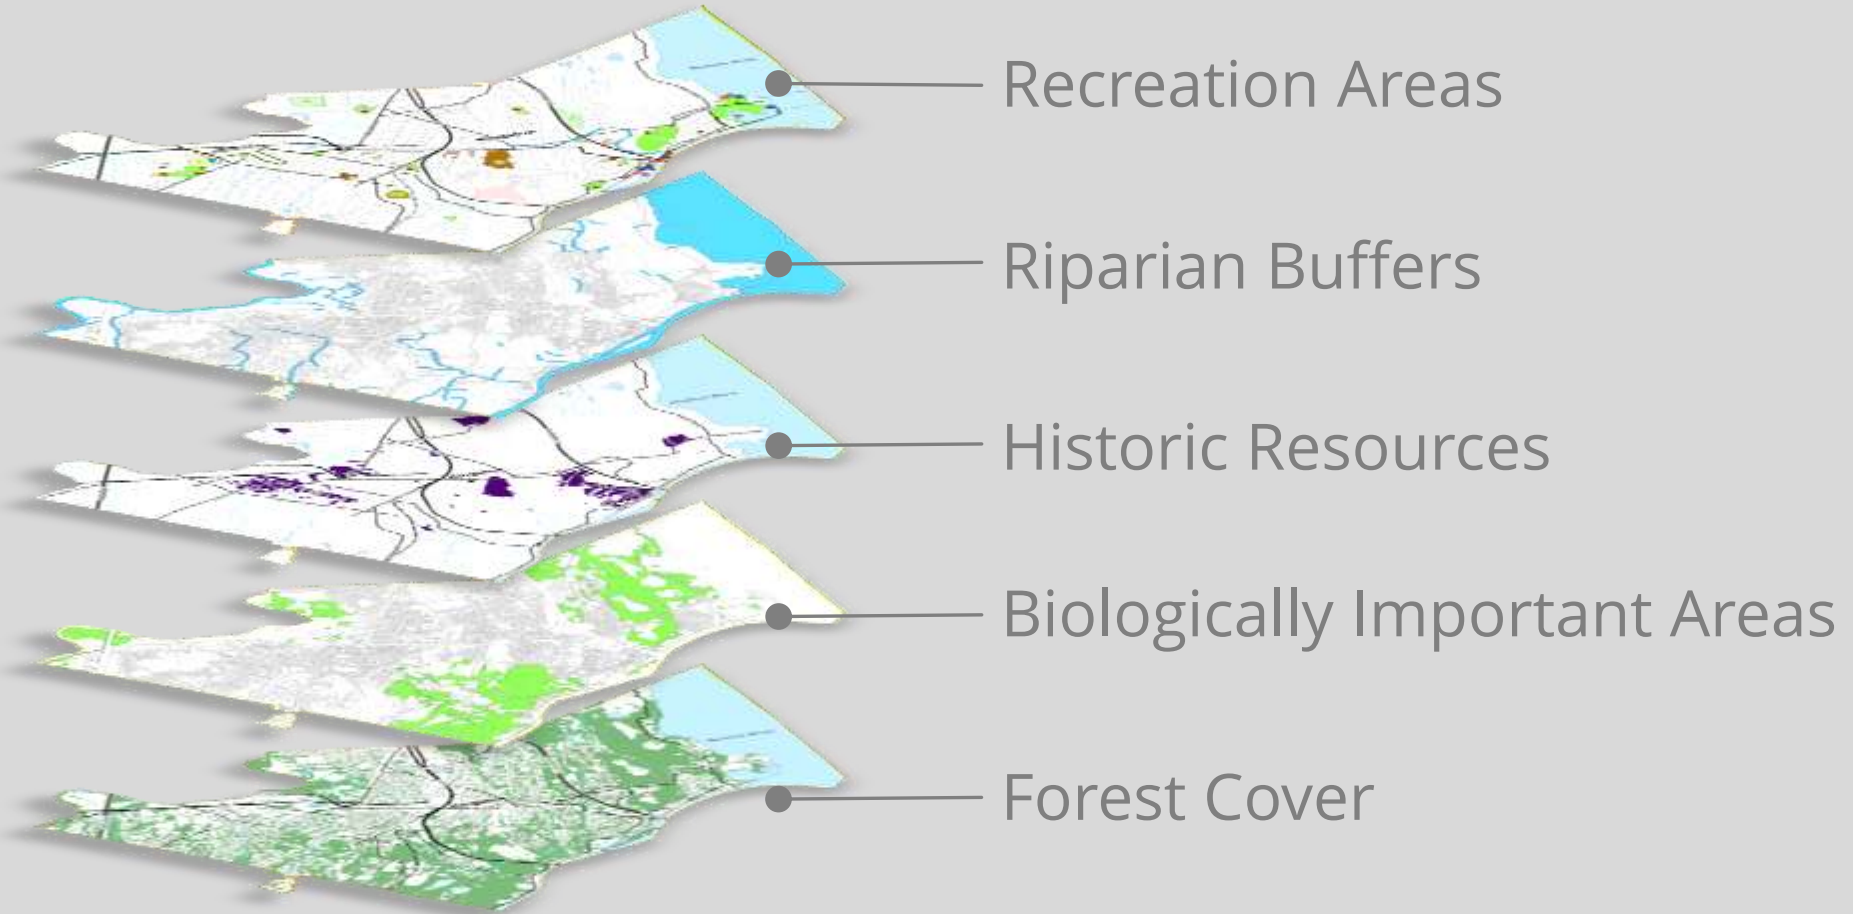 Recreation Areas
Riparian Buffers
Historic Resources
Biologically Important Areas
Forest Cover